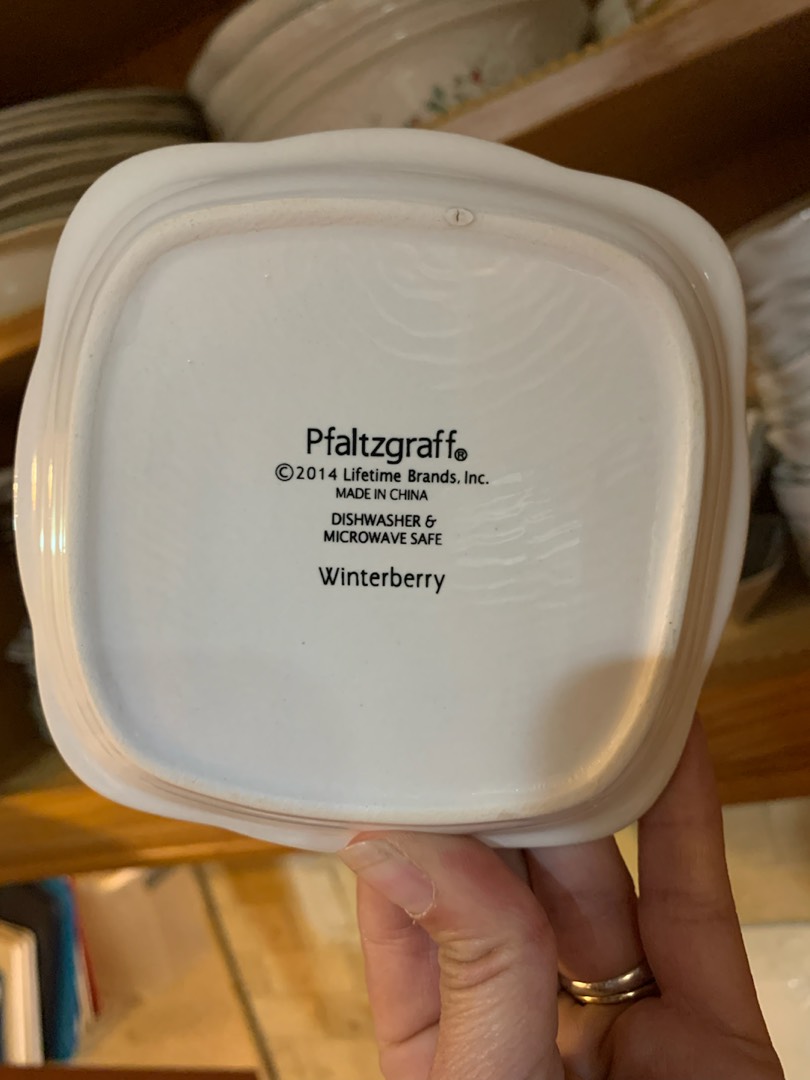 Pfaltzgraff®
©2014 Lifetime Brands, Inc.
MADE IN CHINA
DISHWASHER &
MICROWAVE SAFE
Winterberry